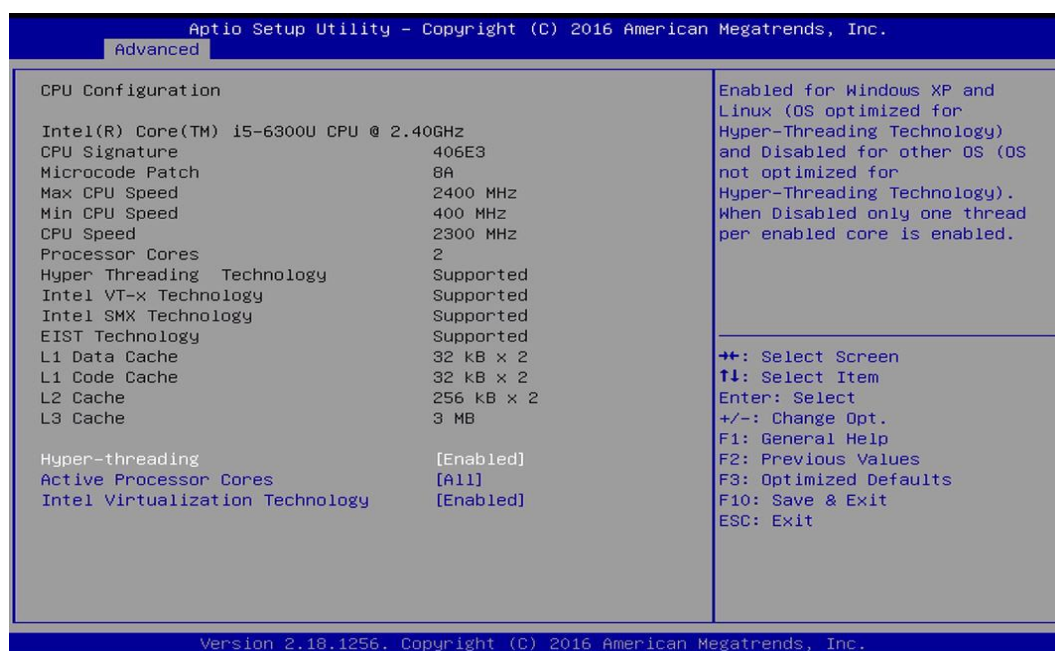 Aptio Setup Utility – Copyright (C) 2016 American Megatrends, Inc.
Advanced
CPU Configuration
Intel(R) Core(TM) i5-6300U CPU @ 2.40GHz
CPU Signature 406E3
Microcode Patch 8A
Max CPU Speed 2400 MHz
Min CPU Speed 400 MHz
CPU Speed 2300 MHz
Processor Cores 2
Hyper Threading Technology Supported
Intel VT-x Technology Supported
Intel SMX Technology Supported
EIST Technology Supported
L1 Data Cache 32 kB x 2
L1 Code Cache 32 kB x 2
L2 Cache 256 kB x 2
L3 Cache 3 MB
Hyper-threading [Enabled]
Active Processor Cores [All]
Intel Virtualization Technology [Enabled]
Enabled for Windows XP and
Linux (OS optimized for
Hyper-Threading Technology)
and Disabled for other OS (OS
not optimized for
Hyper-Threading Technology).
When Disabled only one thread
per enabled core is enabled.
→←: Select Screen
↑↓: Select Item
Enter: Select
+/-: Change Opt.
F1: General Help
F2: Previous Values
F3: Optimized Defaults
F10: Save & Exit
ESC: Exit
Version 2.18.1256. Copyright (C) 2016 American Megatrends, Inc.